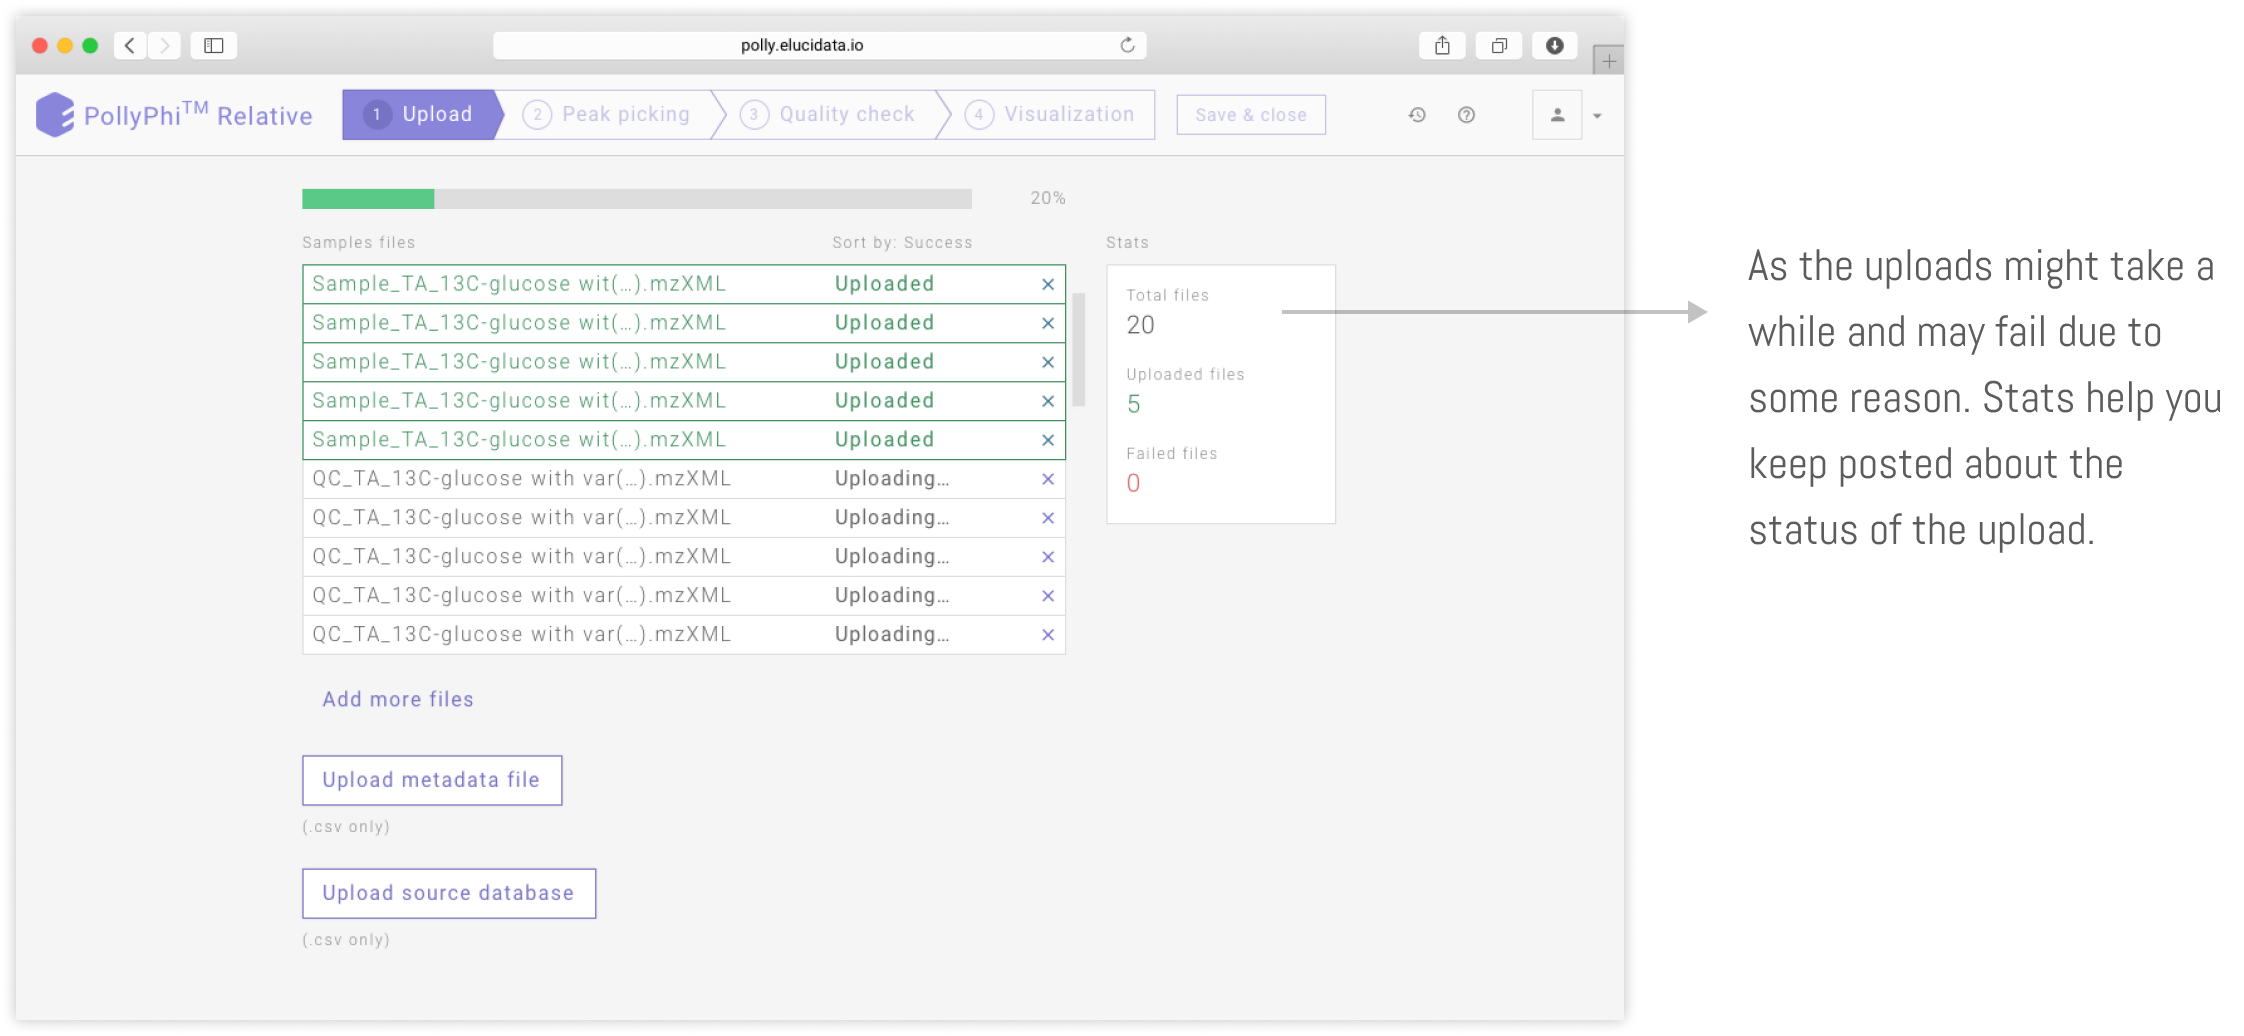 polly.elucidata.io
PollyPhi™ Relative
1 Upload
2 Peak picking
3 Quality check
4 Visualization
Save & close
20%
Samples files
Sort by: Success
Stats
Sample_TA_13C-glucose wit(...).mzXML Uploaded ×
Sample_TA_13C-glucose wit(...).mzXML Uploaded ×
Sample_TA_13C-glucose wit(...).mzXML Uploaded ×
Sample_TA_13C-glucose wit(...).mzXML Uploaded ×
Sample_TA_13C-glucose wit(...).mzXML Uploaded ×
QC_TA_13C-glucose with var(...).mzXML Uploading... ×
QC_TA_13C-glucose with var(...).mzXML Uploading... ×
QC_TA_13C-glucose with var(...).mzXML Uploading... ×
QC_TA_13C-glucose with var(...).mzXML Uploading... ×
QC_TA_13C-glucose with var(...).mzXML Uploading... ×
Total files
20
Uploaded files
5
Failed files
0
Add more files
Upload metadata file
(.csv only)
Upload source database
(.csv only)
As the uploads might take a
while and may fail due to
some reason. Stats help you
keep posted about the
status of the upload.